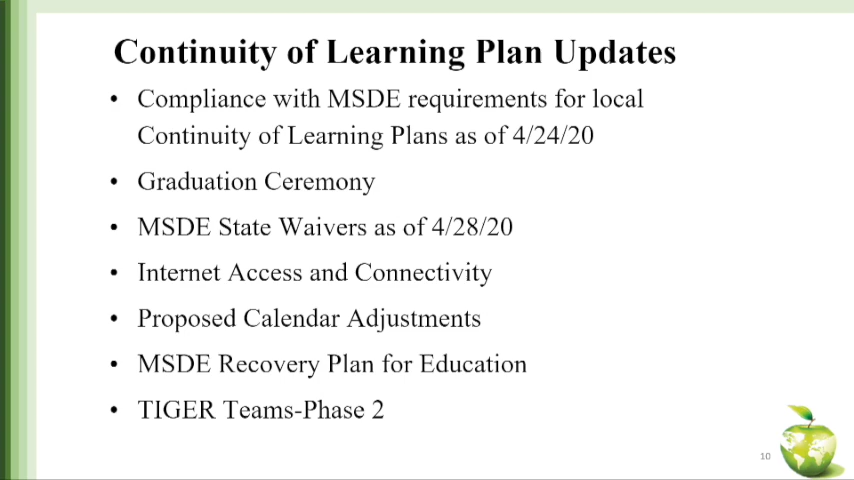 Continuity of Learning Plan Updates
• Compliance with MSDE requirements for local
Continuity of Learning Plans as of 4/24/20
• Graduation Ceremony
• MSDE State Waivers as of 4/28/20
• Internet Access and Connectivity
• Proposed Calendar Adjustments
• MSDE Recovery Plan for Education
• TIGER Teams-Phase 2
10